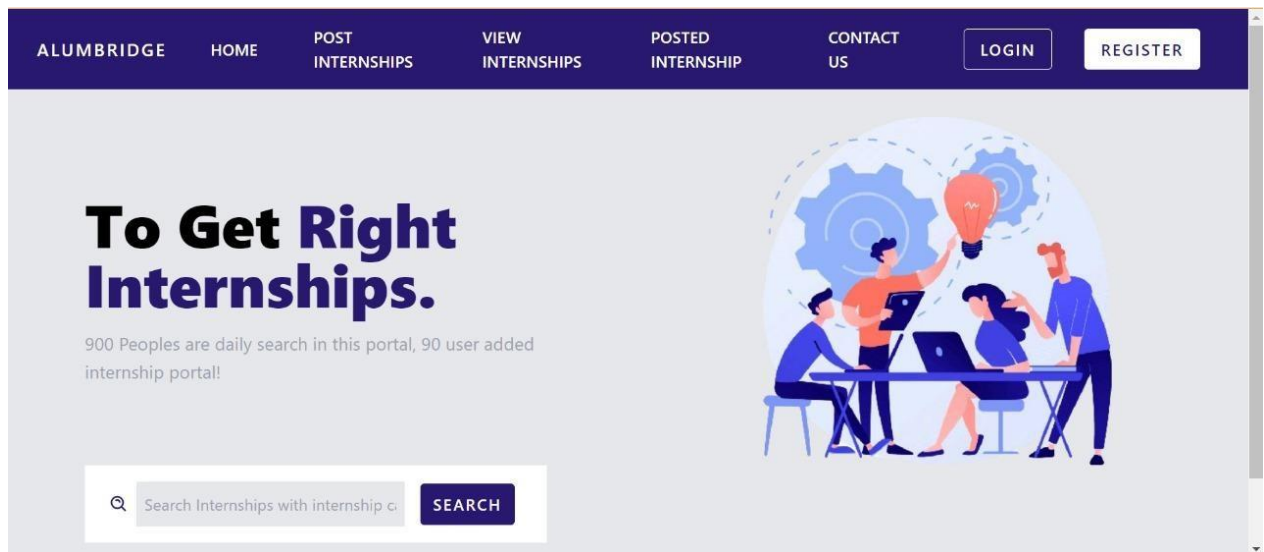 ALUMBRIDGE
HOME
POST
INTERNSHIPS
VIEW
INTERNSHIPS
POSTED
INTERNSHIP
CONTACT
US
LOGIN
REGISTER
To Get Right
Internships.
900 Peoples are daily search in this portal, 90 user added
internship portal!
Search Internships with internship
SEARCH